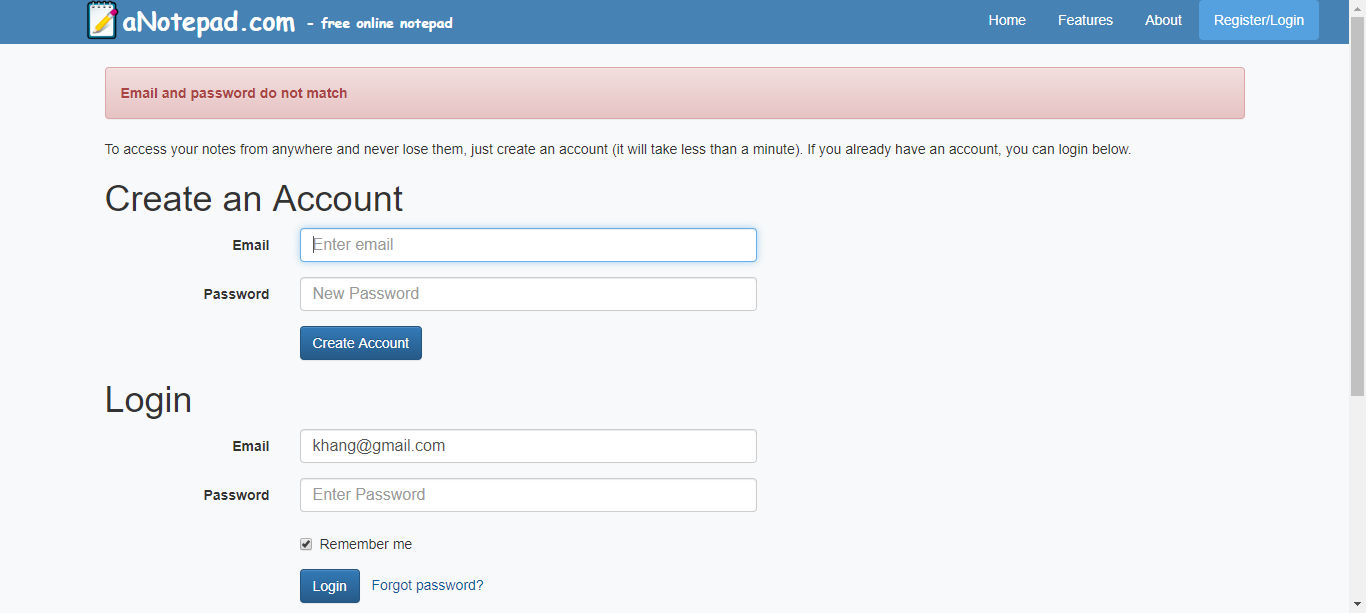 aNotepad.com - free online notepad
Home Features About Register/Login
Email and password do not match
To access your notes from anywhere and never lose them, just create an account (it will take less than a minute). If you already have an account, you can login below.
Create an Account
Email Enter email
Password New Password
Create Account
Login
Email khang@gmail.com
Password Enter Password
Remember me
Login Forgot password?